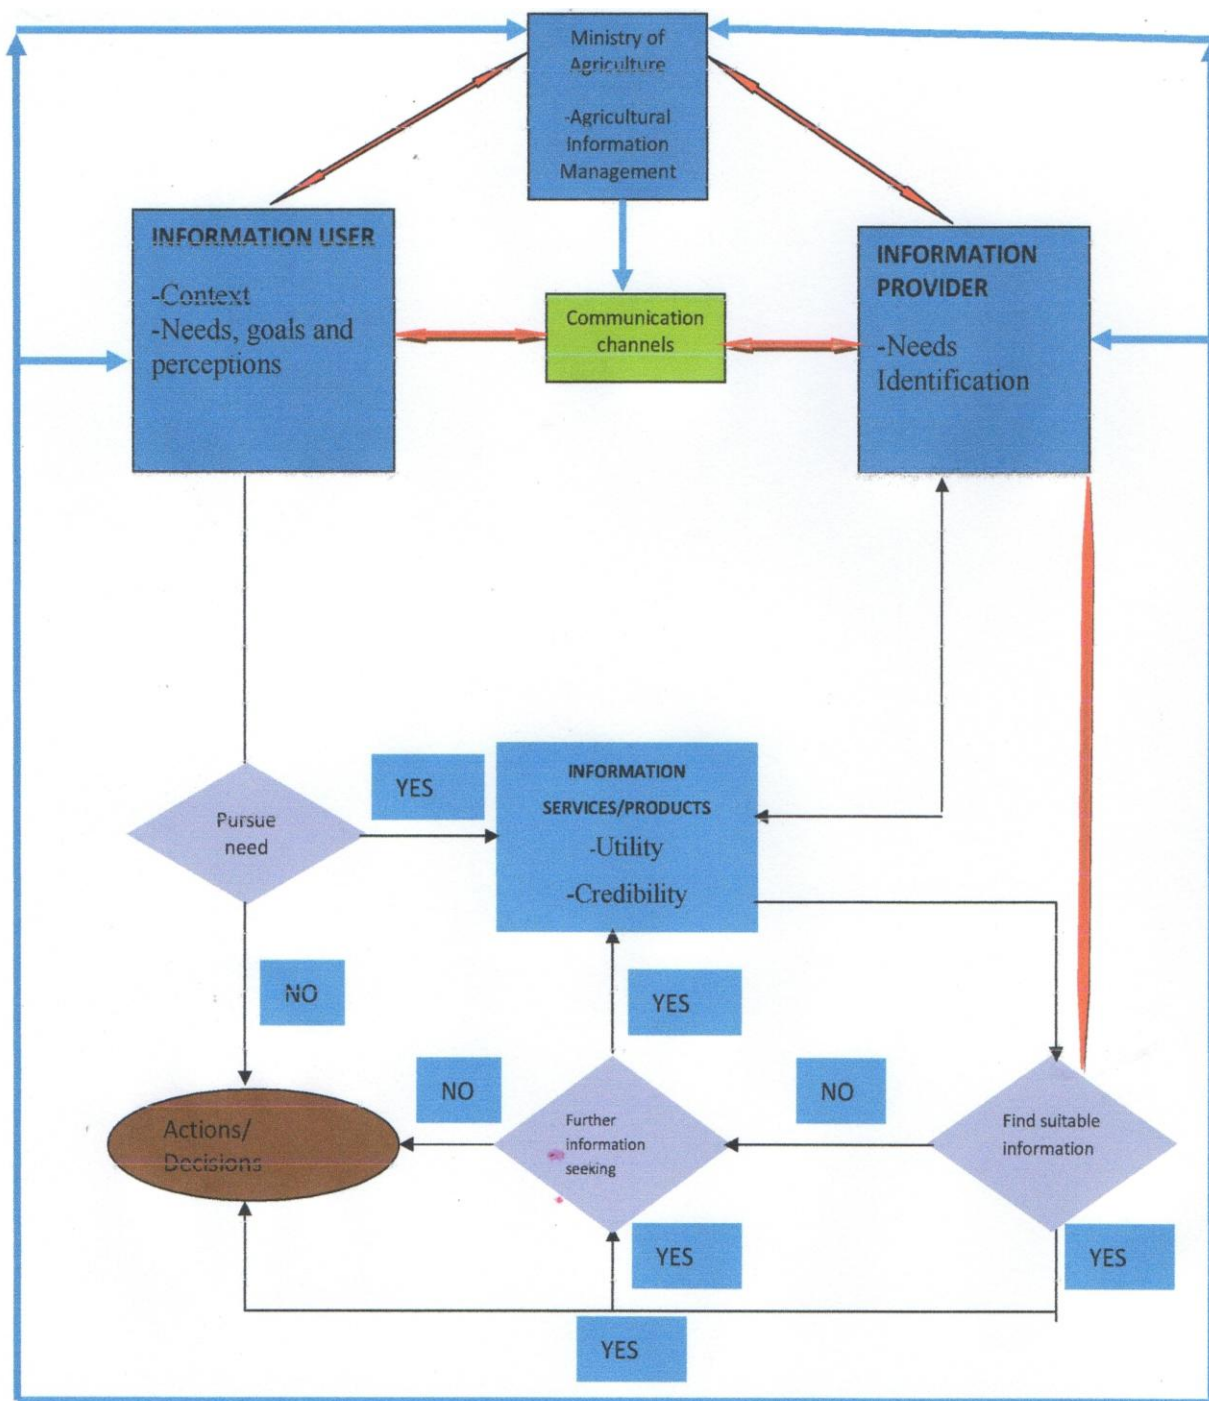 Ministry of
Agriculture
-Agricultural
Information
Management
INFORMATION USER
-Context
-Needs, goals and
perceptions
Communication
channels
INFORMATION
PROVIDER
-Needs
Identification
Pursue
need
YES
INFORMATION
SERVICES/PRODUCTS
-Utility
-Credibility
NO
YES
Actions/
Decisions
NO
Further
information
seeking
NO
Find suitable
information
YES
YES
YES